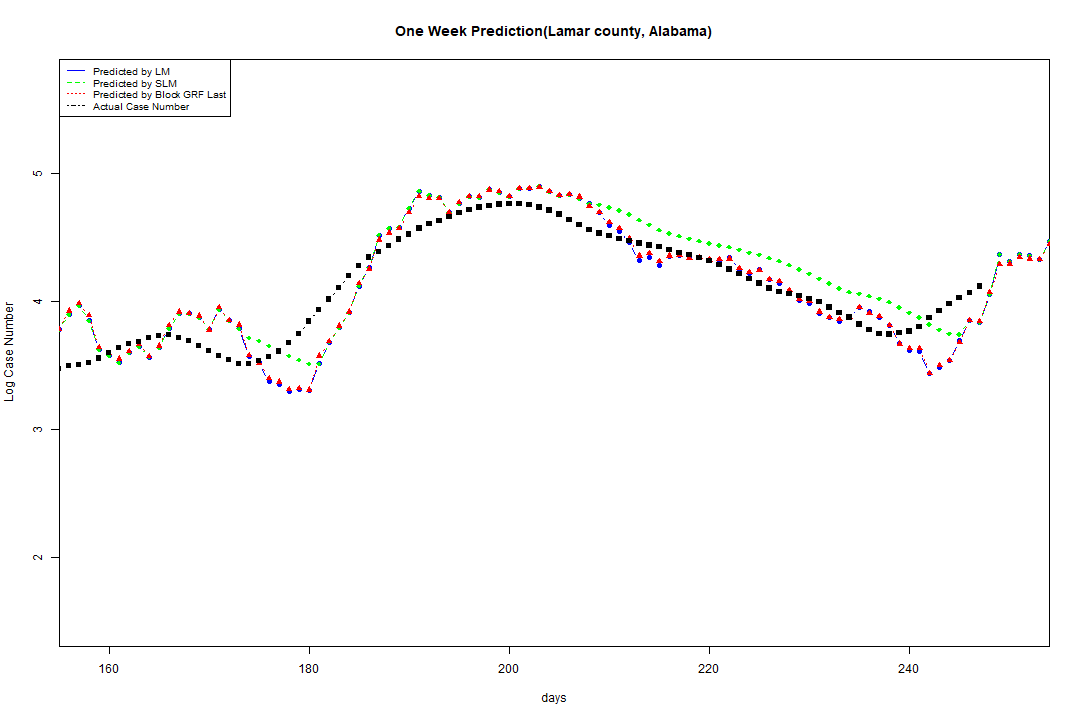 One Week Prediction(Lamar county, Alabama)
Predicted by LM
Predicted by SLM
Predicted by Block GRF Last
Actual Case Number
Log Case Number
5
4
3
2
160 180 200 220 240
days